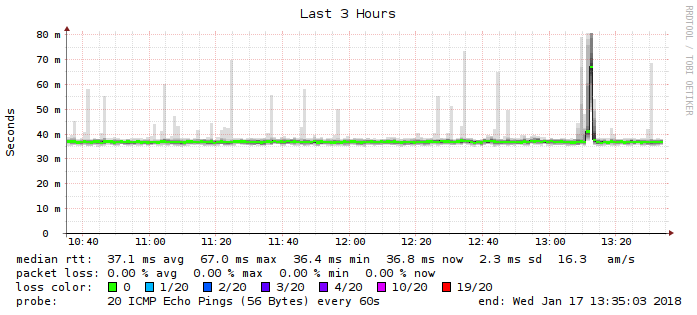 Last 3 Hours
RRDTOOL / TOBI OETIKER
Seconds
80 m
70 m
60 m
50 m
40 m
30 m
20 m
10 m
0
10:40 11:00 11:20 11:40 12:00 12:20 12:40 13:00 13:20
median rtt: 37.1 ms avg 67.0 ms max 36.4 ms min 36.8 ms now 2.3 ms sd 16.3 am/s
packet loss: 0.00 % avg 0.00 % max 0.00 % min 0.00 % now
loss color: 0 1/20 2/20 3/20 4/20 10/20 19/20
probe: 20 ICMP Echo Pings (56 Bytes) every 60s end: Wed Jan 17 13:35:03 2018